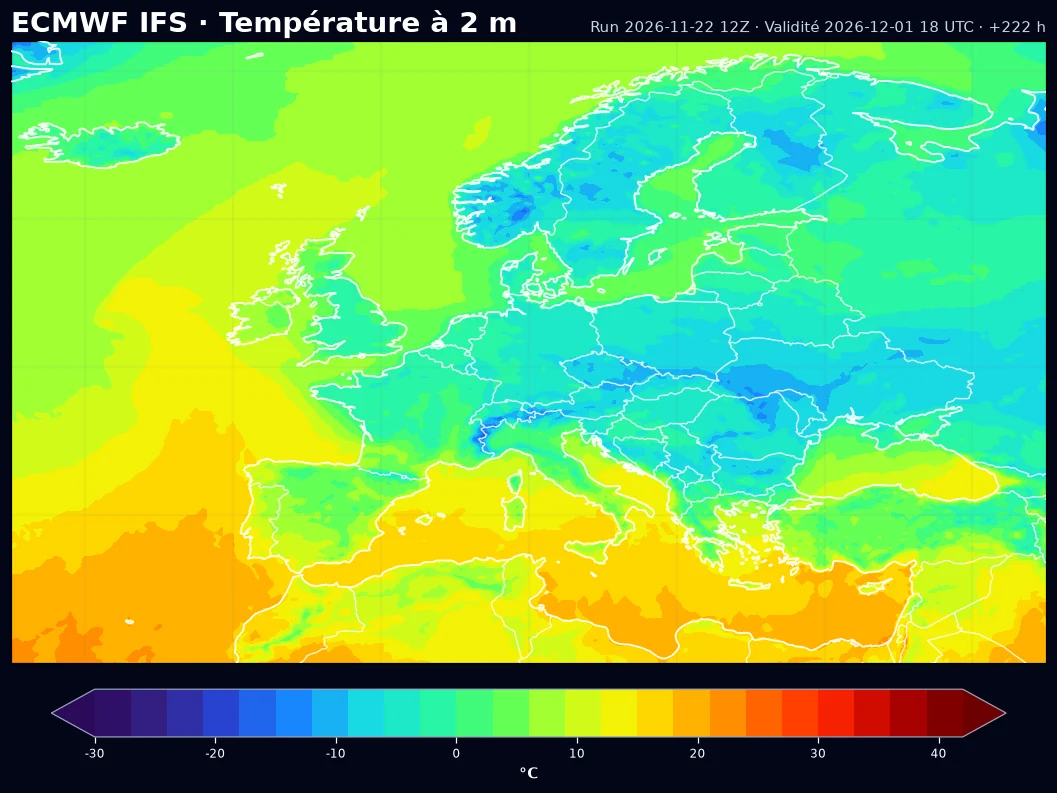 ECMWF IFS · Température à 2 m
Run 2026-11-22 12Z · Validité 2026-12-01 18 UTC · +222 h
-30 -20 -10 0 10 20 30 40
°C